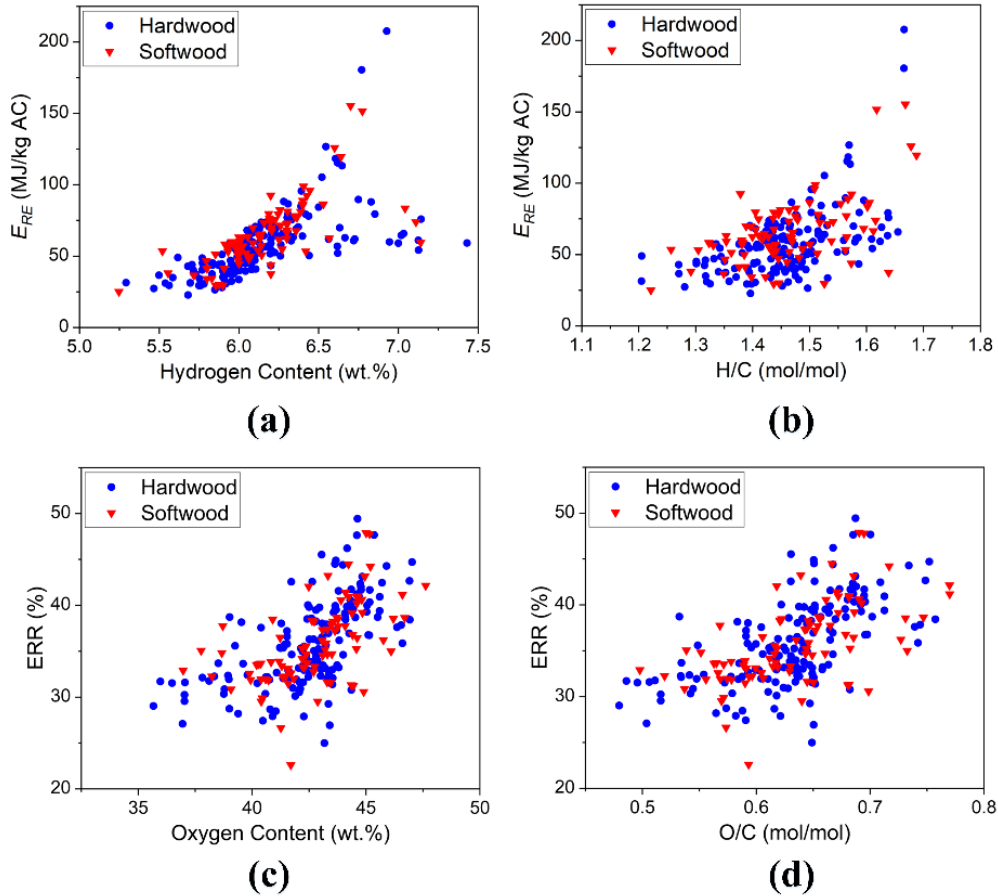 Hardwood
Softwood
E_RE (MJ/kg AC)
200
150
100
50
0
5.0 5.5 6.0 6.5 7.0 7.5
Hydrogen Content (wt.%)
(a)
Hardwood
Softwood
E_RE (MJ/kg AC)
200
150
100
50
0
1.1 1.2 1.3 1.4 1.5 1.6 1.7 1.8
H/C (mol/mol)
(b)
Hardwood
Softwood
ERR (%)
50
40
30
20
35 40 45 50
Oxygen Content (wt.%)
(c)
Hardwood
Softwood
ERR (%)
50
40
30
20
0.5 0.6 0.7 0.8
O/C (mol/mol)
(d)